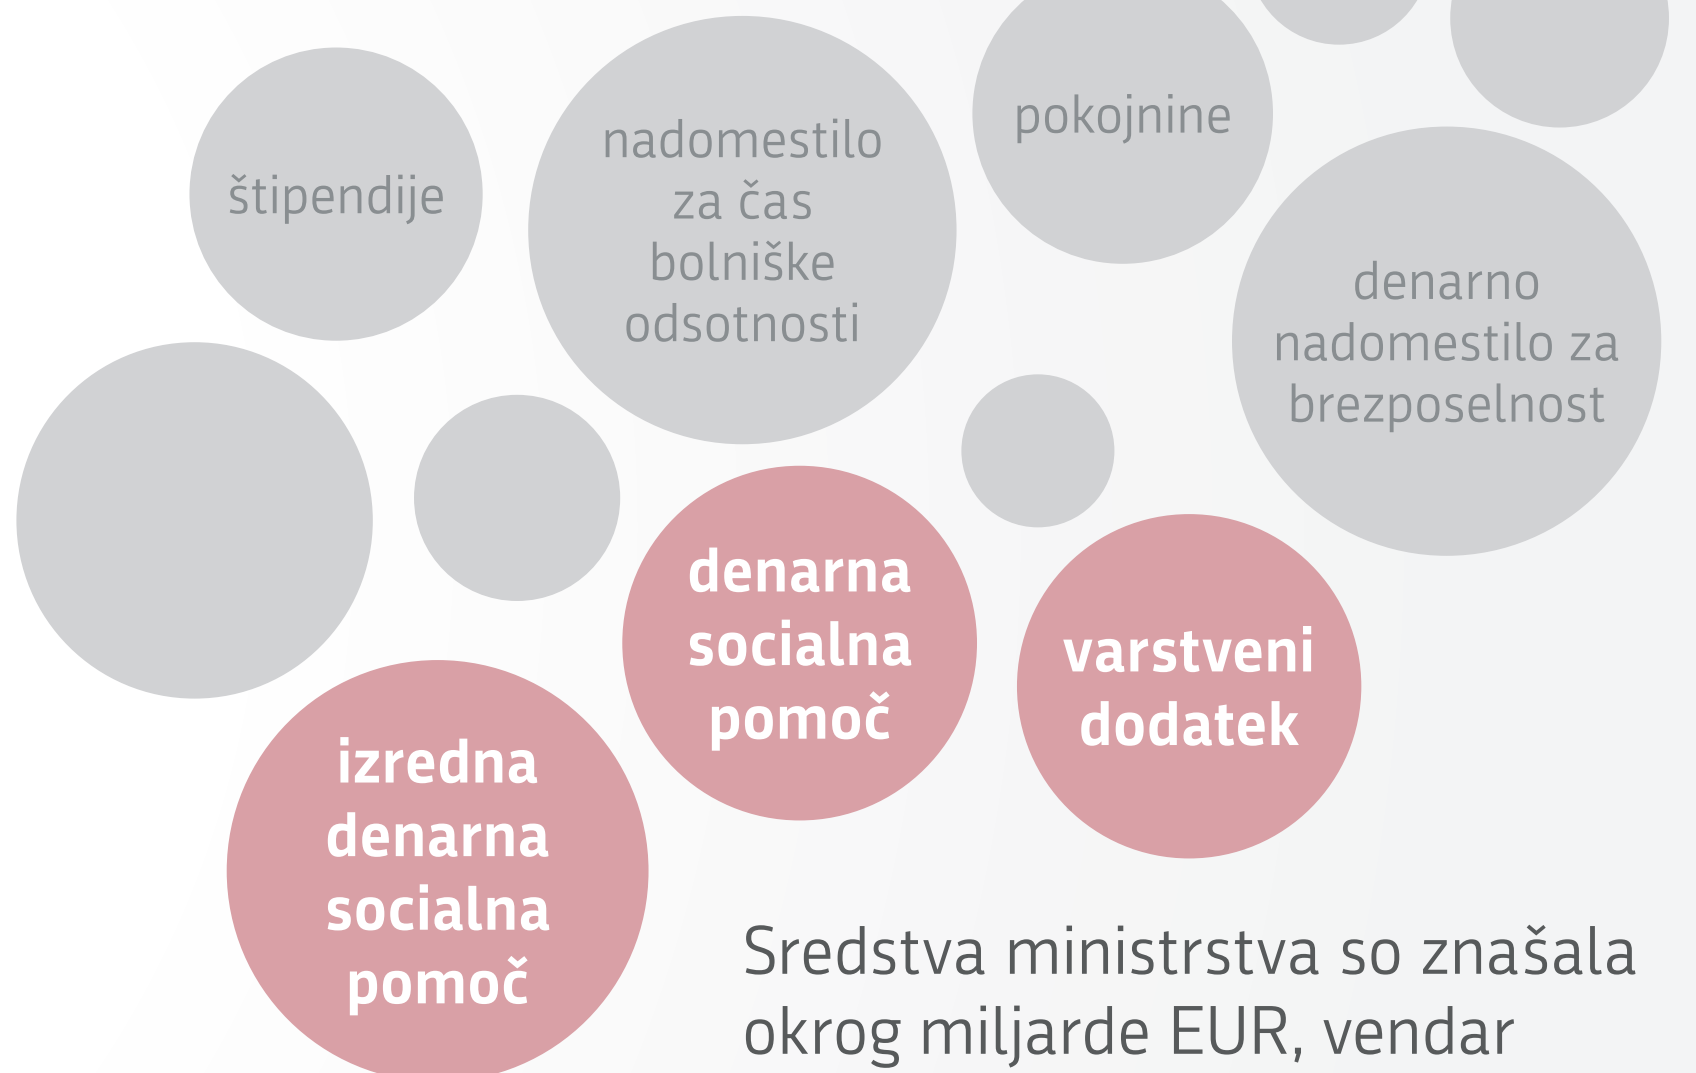 štipendije
nadomestilo
za čas
bolniške
odsotnosti
pokojnine
denarno
nadomestilo za
brezposelnost
denarna
socialna
pomoč
varstveni
dodatek
izredna
denarna
socialna
pomoč
Sredstva ministrstva so znašala
okrog miljarde EUR, vendar